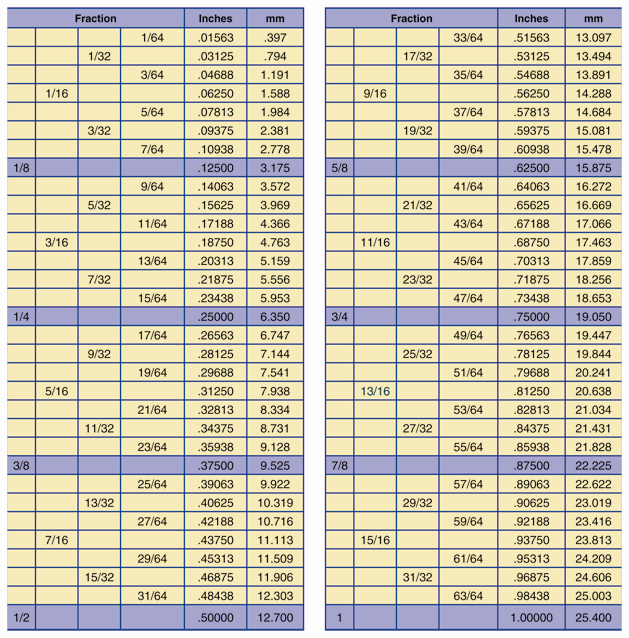 Fraction Inches mm
1/64 .01563 .397
1/32 .03125 .794
3/64 .04688 1.191
1/16 .06250 1.588
5/64 .07813 1.984
3/32 .09375 2.381
7/64 .10938 2.778
1/8 .12500 3.175
9/64 .14063 3.572
5/32 .15625 3.969
11/64 .17188 4.366
3/16 .18750 4.763
13/64 .20313 5.159
7/32 .21875 5.556
15/64 .23438 5.953
1/4 .25000 6.350
17/64 .26563 6.747
9/32 .28125 7.144
19/64 .29688 7.541
5/16 .31250 7.938
21/64 .32813 8.334
11/32 .34375 8.731
23/64 .35938 9.128
3/8 .37500 9.525
25/64 .39063 9.922
13/32 .40625 10.319
27/64 .42188 10.716
7/16 .43750 11.113
29/64 .45313 11.509
15/32 .46875 11.906
31/64 .48438 12.303
1/2 .50000 12.700
Fraction Inches mm
33/64 .51563 13.097
17/32 .53125 13.494
35/64 .54688 13.891
9/16 .56250 14.288
37/64 .57813 14.684
19/32 .59375 15.081
39/64 .60938 15.478
5/8 .62500 15.875
41/64 .64063 16.272
21/32 .65625 16.669
43/64 .67188 17.066
11/16 .68750 17.463
45/64 .70313 17.859
23/32 .71875 18.256
47/64 .73438 18.653
3/4 .75000 19.050
49/64 .76563 19.447
25/32 .78125 19.844
51/64 .79688 20.241
13/16 .81250 20.638
53/64 .82813 21.034
27/32 .84375 21.431
55/64 .85938 21.828
7/8 .87500 22.225
57/64 .89063 22.622
29/32 .90625 23.019
59/64 .92188 23.416
15/16 .93750 23.813
61/64 .95313 24.209
31/32 .96875 24.606
63/64 .98438 25.003
1 1.00000 25.400